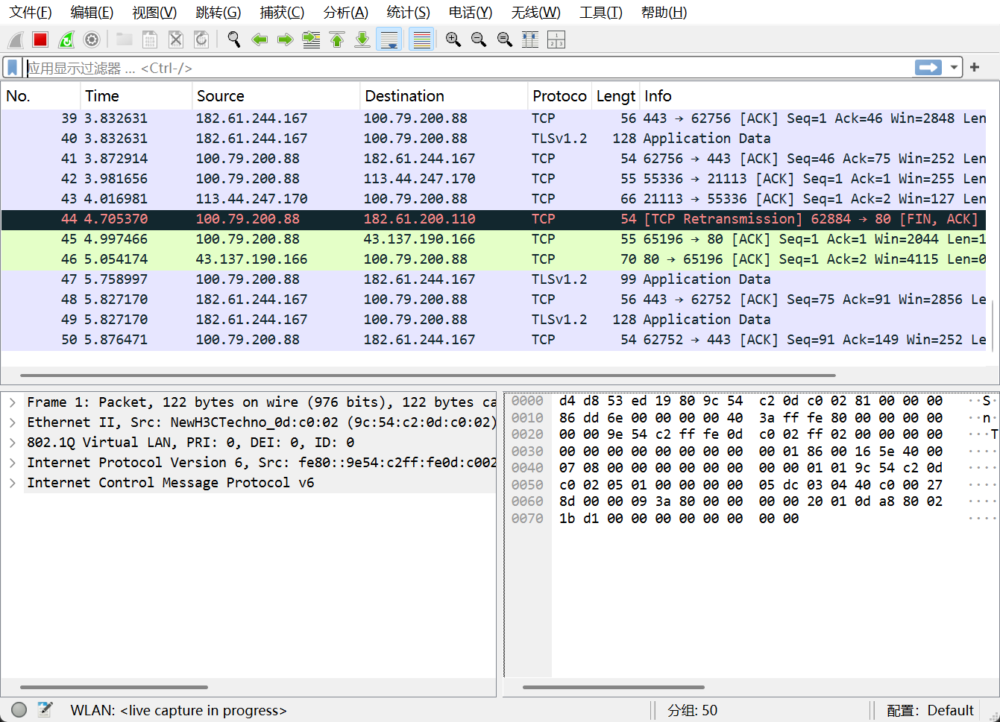 文件(F) 编辑(E) 视图(V) 跳转(G) 捕获(C) 分析(A) 统计(S) 电话(Y) 无线(W) 工具(T) 帮助(H)
应用显示过滤器 … <Ctrl-/>
No. Time Source Destination Protoco Lengt Info
39 3.832631 182.61.244.167 100.79.200.88 TCP 56 443 → 62756 [ACK] Seq=1 Ack=46 Win=2848 Len
40 3.832631 182.61.244.167 100.79.200.88 TLSv1.2 128 Application Data
41 3.872914 100.79.200.88 182.61.244.167 TCP 54 62756 → 443 [ACK] Seq=46 Ack=75 Win=252 Len
42 3.981656 100.79.200.88 113.44.247.170 TCP 55 55336 → 21113 [ACK] Seq=1 Ack=1 Win=255 Len
43 4.016981 113.44.247.170 100.79.200.88 TCP 66 21113 → 55336 [ACK] Seq=1 Ack=2 Win=127 Len
44 4.705370 100.79.200.88 182.61.200.110 TCP 54 [TCP Retransmission] 62884 → 80 [FIN, ACK]
45 4.997466 100.79.200.88 43.137.190.166 TCP 55 65196 → 80 [ACK] Seq=1 Ack=1 Win=2044 Len=1
46 5.054174 43.137.190.166 100.79.200.88 TCP 70 80 → 65196 [ACK] Seq=1 Ack=2 Win=4115 Len=0
47 5.758997 100.79.200.88 182.61.244.167 TLSv1.2 99 Application Data
48 5.827170 182.61.244.167 100.79.200.88 TCP 56 443 → 62752 [ACK] Seq=75 Ack=91 Win=2856 Le
49 5.827170 182.61.244.167 100.79.200.88 TLSv1.2 128 Application Data
50 5.876471 100.79.200.88 182.61.244.167 TCP 54 62752 → 443 [ACK] Seq=91 Ack=149 Win=252 Le
Frame 1: Packet, 122 bytes on wire (976 bits), 122 bytes ca
Ethernet II, Src: NewH3CTechno_0d:c0:02 (9c:54:c2:0d:c0:02)
802.1Q Virtual LAN, PRI: 0, DEI: 0, ID: 0
Internet Protocol Version 6, Src: fe80::9e54:c2ff:fe0d:c002
Internet Control Message Protocol v6
0000 d4 d8 53 ed 19 80 9c 54 c2 0d c0 02 81 00 00 00 ··S·
0010 86 dd 6e 00 00 00 00 40 3a ff fe 80 00 00 00 00 ··n·
0020 00 00 9e 54 c2 ff fe 0d c0 02 ff 02 00 00 00 00 ···T
0030 00 00 00 00 00 00 00 00 00 01 86 00 16 5e 40 00 ····
0040 07 08 00 00 00 00 00 00 00 00 01 01 9c 54 c2 0d ····
0050 c0 02 05 01 00 00 00 00 05 dc 03 04 40 c0 00 27 ····
0060 8d 00 00 09 3a 80 00 00 00 00 20 01 0d a8 80 02 ····
0070 1b d1 00 00 00 00 00 00 00 00 ····
WLAN: <live capture in progress> 分组: 50 配置: Default